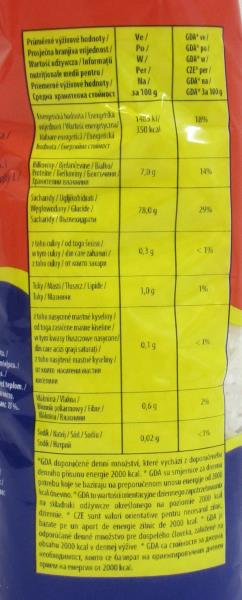 Průměrné výživové hodnoty /
Prosječna hranjiva vrijednost /
Wartość odżywcza / Informaţii
nutriţionale medii pentru /
Priemerné výživové hodnoty /
Средна хранителна стойност
Ve /
Po /
W /
Per /
Na /
за 100 g
GDA* ve /
GDA* po /
GDA* w /
CZE* per /
GDA* na /
GDA* За 100 g
Energetická hodnota / Energetska
vrijednost / Wartość energetyczna /
Valoare energetică / Energetická
hodnota / Енергийна стойност
kJ/
350 kcal
18%
Bílkoviny / Bjelančevine / Białko /
Proteine / Bielkoviny / Белтъчини
7,0 g
14%
Sacharidy / Ugljikohidrati /
Węglowodany / Glucide /
Sacharidy / Въглехидрати
78,0 g
29%
z toho cukry / od toga šećeri /
w tym cukry / din care zaharuri /
z toho cukry / от които захари
0,3 g
< 1%
Tuky / Masti / Tłuszcz / Lipide /
Tuky / Мазнини
1,0 g
1%
z toho nasycené mastné kyseliny /
od toga zasićene masne kiseline /
w tym kwasy tłuszczowe nasycone /
din care acizi graşi saturaţi /
z toho nasýtené mastné kyseliny /
от които наситени мастни
киселини
0,1 g
< 1%
Vláknina / Vlakna /
Błonnik pokarmowy / Fibre /
Vláknina /
0,6 g
2%
Sodík / Natrij / Sód / Sodiu /
Sodík / Натрий
0,02 g
<1%
*GDA doporučené denní množství, které vychází z doporučeného
denního příjmu energie 2000 kcal. * GDA su smjernice za dnevne
potrebe koje se baziraju na preporučenom unosu energije od 2000
kcal dnevno. * GDA to wartości orientacyjne dziennego zapotrzebowania
na składniki odżywcze określonego na poziomie 2000 kcal
dziennie. * CZE sunt valori orientative pentru necesarul zilnic,
bazate pe un aport de energie zilnic de 2000 kcal. * GDA je
odporúčané denné množstvo pre dospelého človeka, založené na
obsahu 2000 kcal v dennej výžive. * GDA са стойности за дневна
необходимост, които се базират на ориентировъчния дневен
прием на енергия от 2000 kcal.